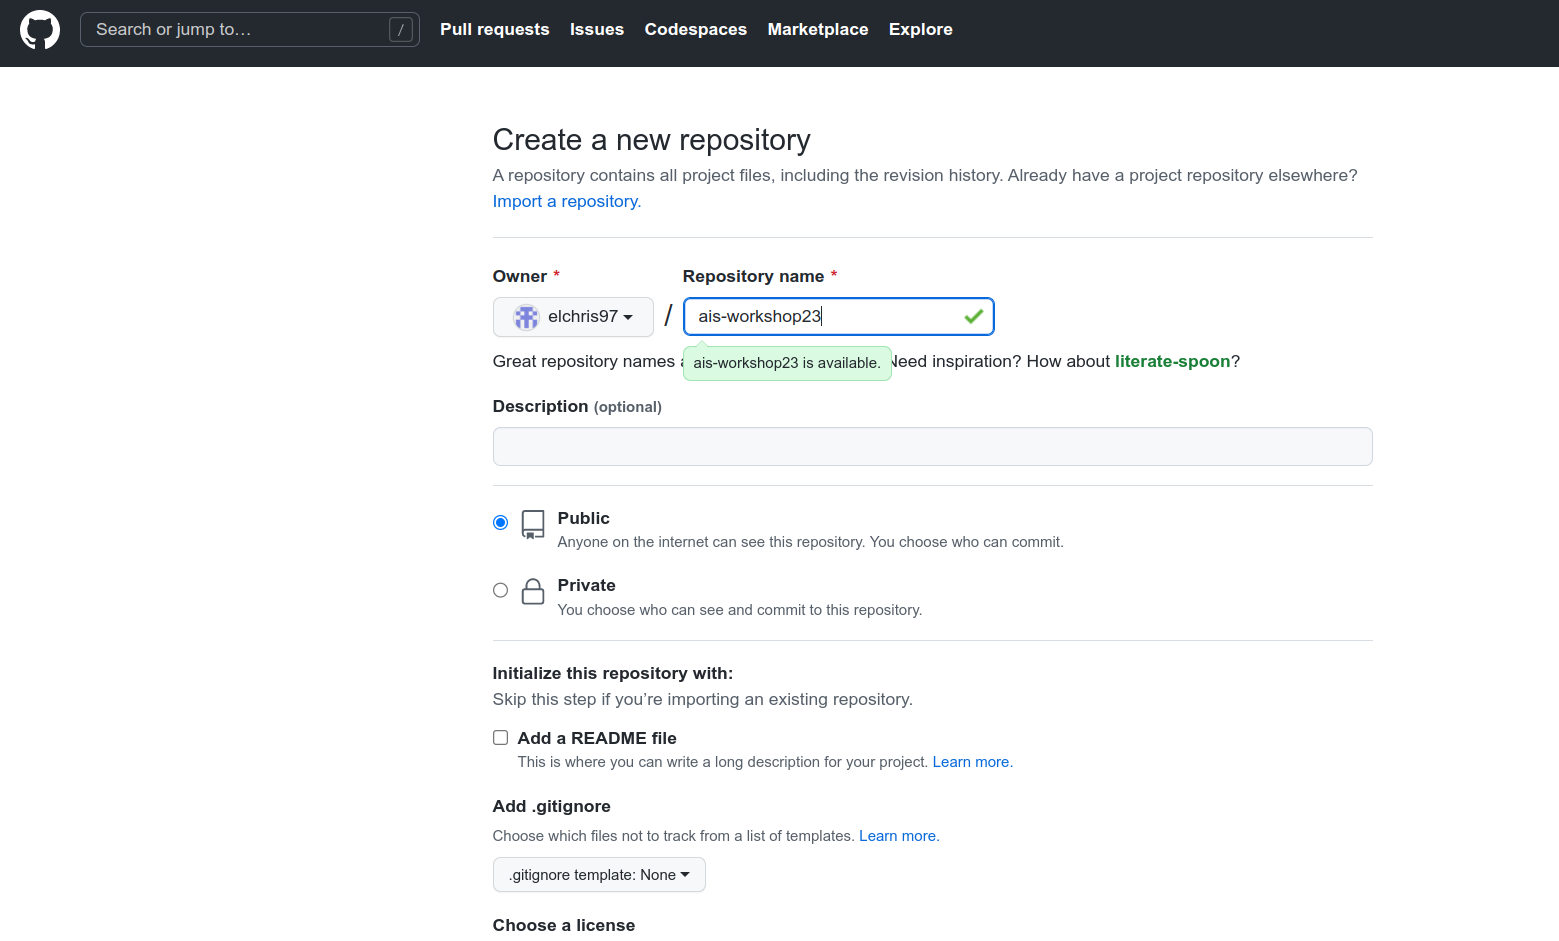 Search or jump to… / Pull requests Issues Codespaces Marketplace Explore
Create a new repository
A repository contains all project files, including the revision history. Already have a project repository elsewhere?
Import a repository.
Owner * Repository name *
elchris97 / ais-workshop23
Great repository names ais-workshop23 is available. Need inspiration? How about literate-spoon?
Description (optional)
Public
Anyone on the internet can see this repository. You choose who can commit.
Private
You choose who can see and commit to this repository.
Initialize this repository with:
Skip this step if you’re importing an existing repository.
Add a README file
This is where you can write a long description for your project. Learn more.
Add .gitignore
Choose which files not to track from a list of templates. Learn more.
.gitignore template: None
Choose a license